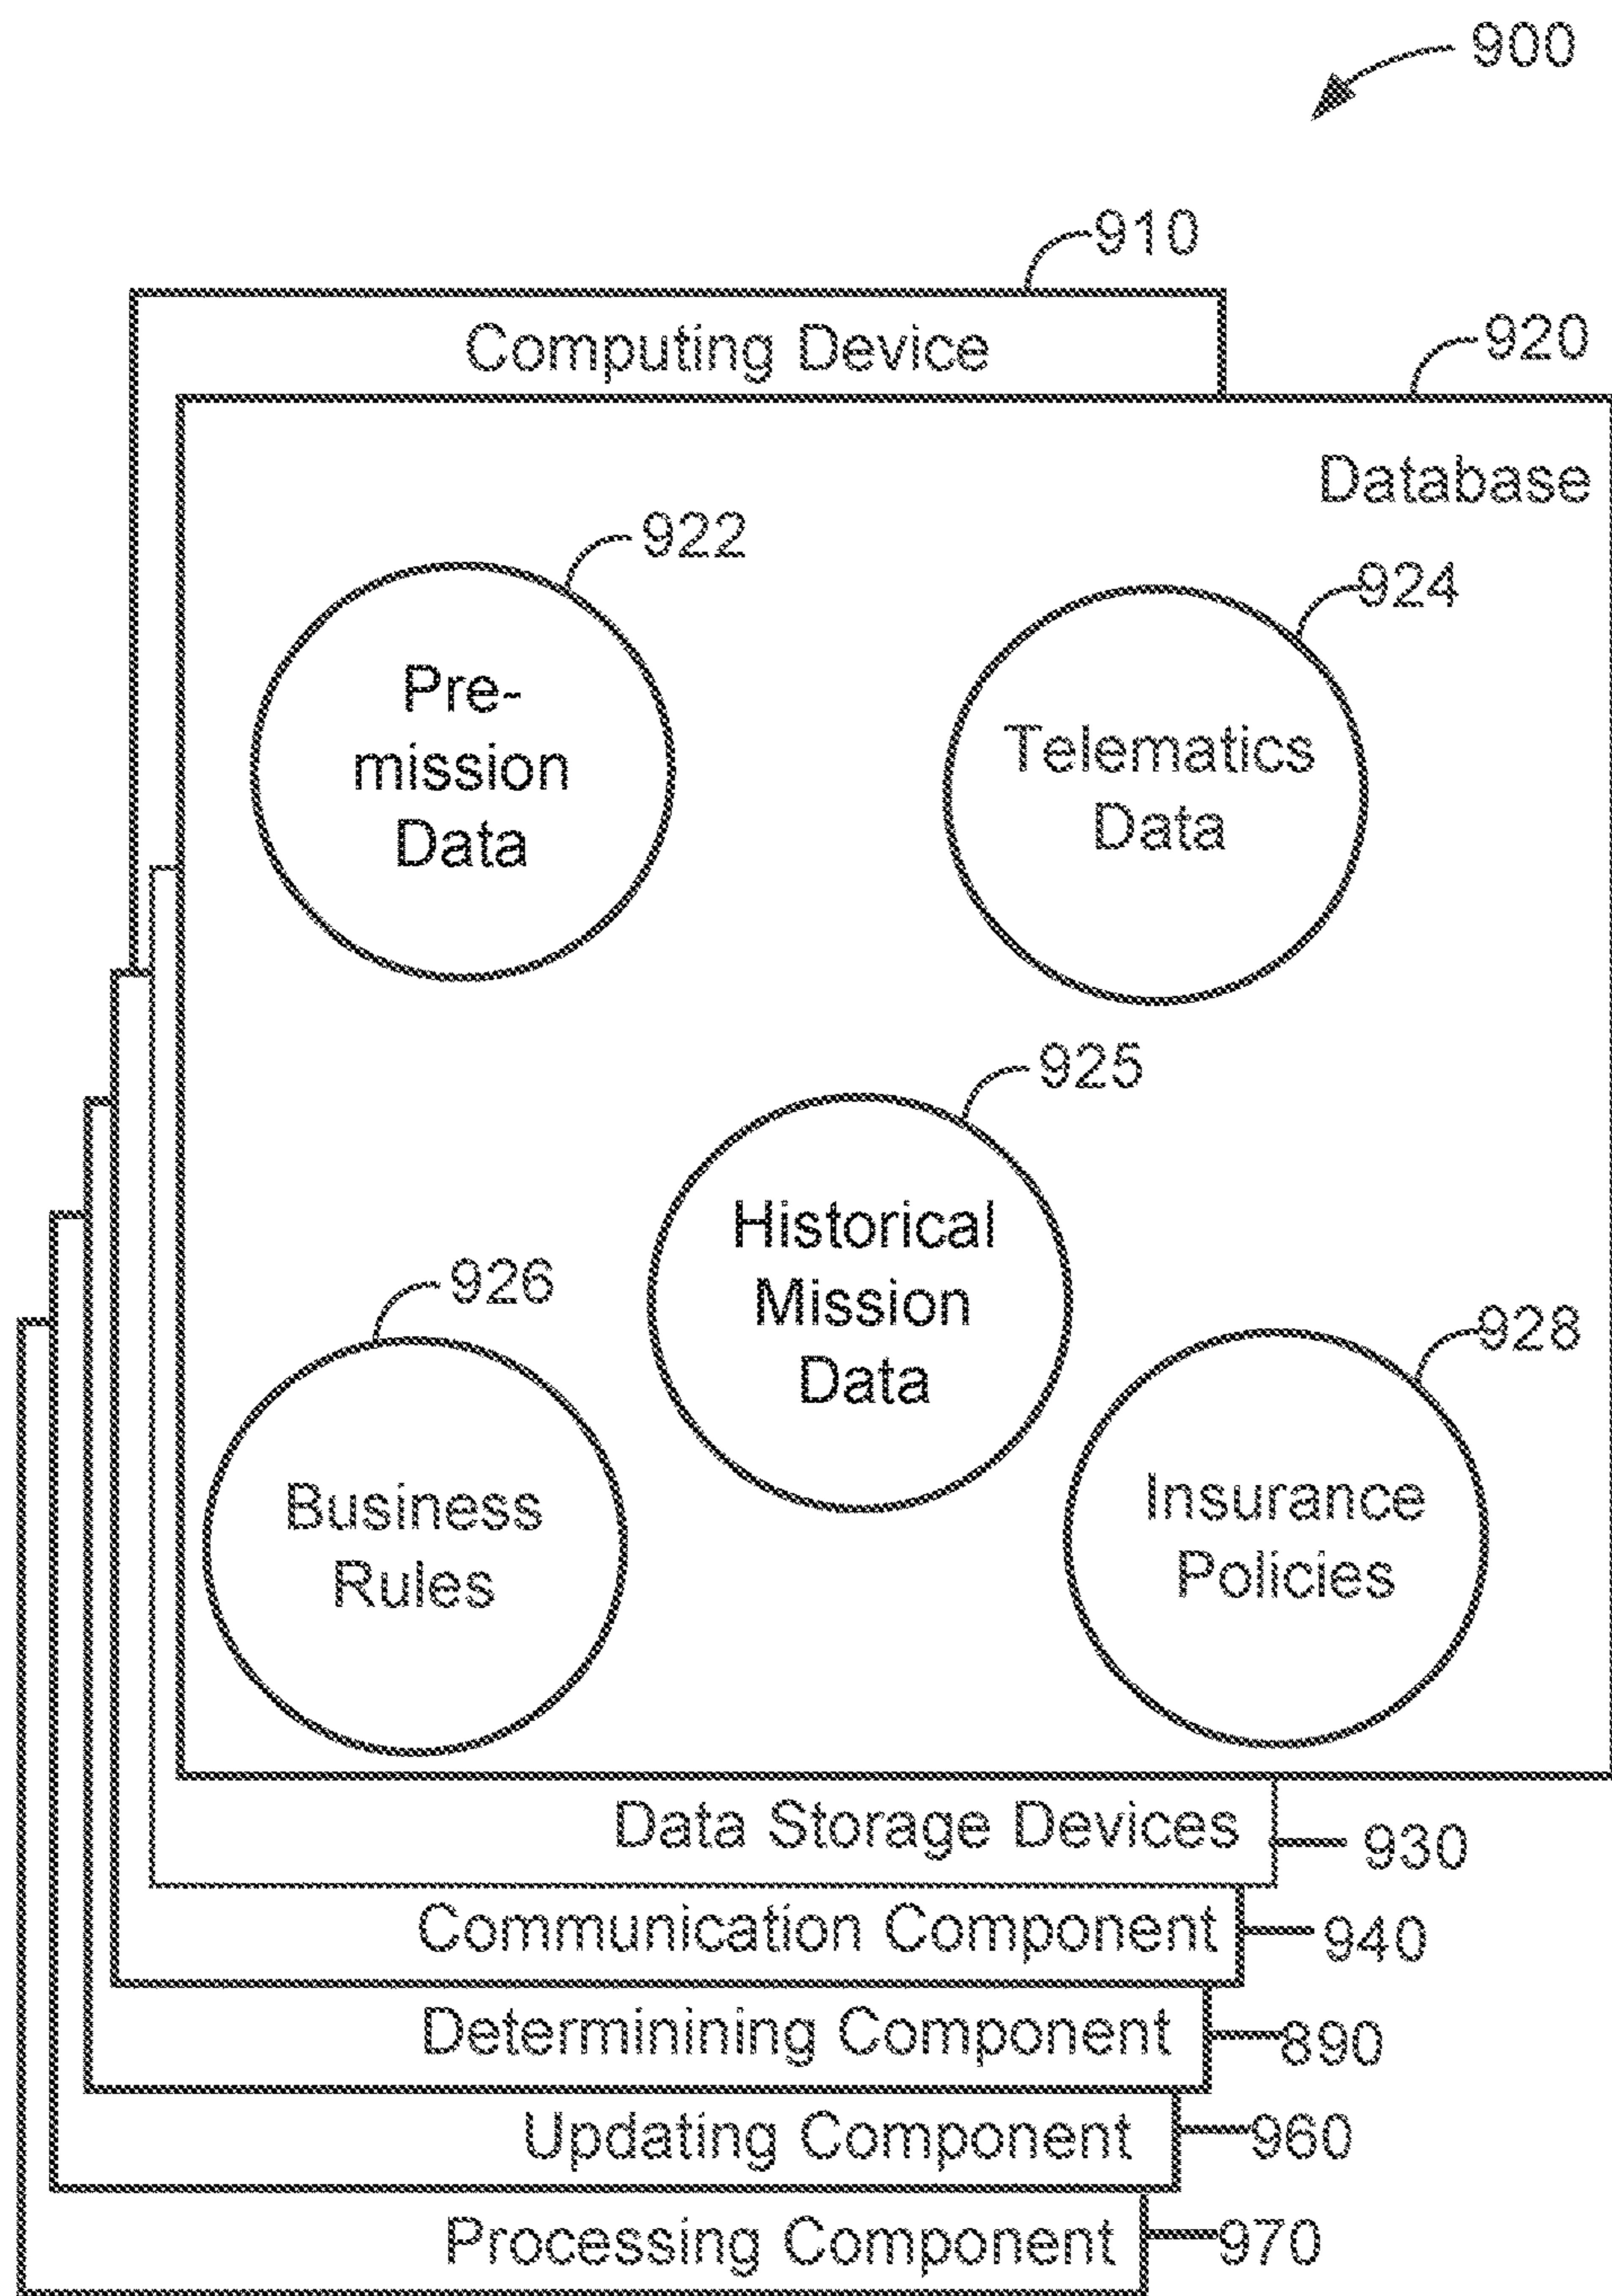 900
910
Computing Device
920
Database
922
Pre-
mission
Data
924
Telematics
Data
925
Historical
Mission
Data
926
Business
Rules
928
Insurance
Policies
Data Storage Devices
930
Communication Component
940
Determinining Component
890
Updating Component
960
Processing Component
970